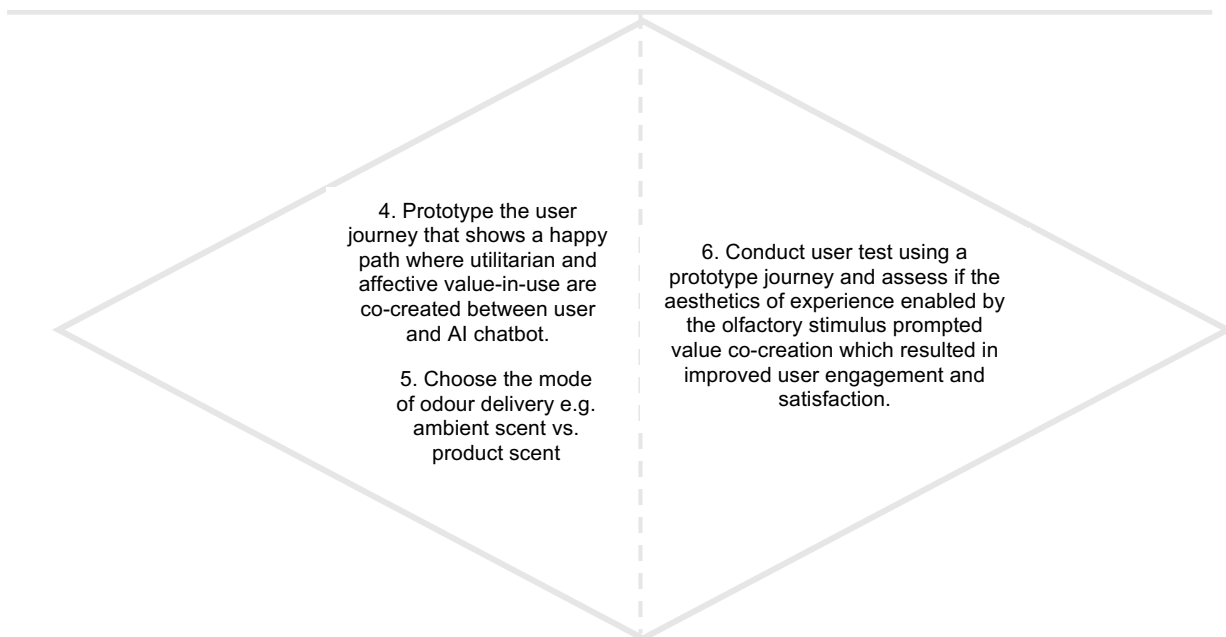 4. Prototype the user
journey that shows a happy
path where utilitarian and
affective value-in-use are
co-created between user
and AI chatbot.
5. Choose the mode
of odour delivery e.g.
ambient scent vs.
product scent
6. Conduct user test using a
prototype journey and assess if the
aesthetics of experience enabled by
the olfactory stimulus prompted
value co-creation which resulted in
improved user engagement and
satisfaction.